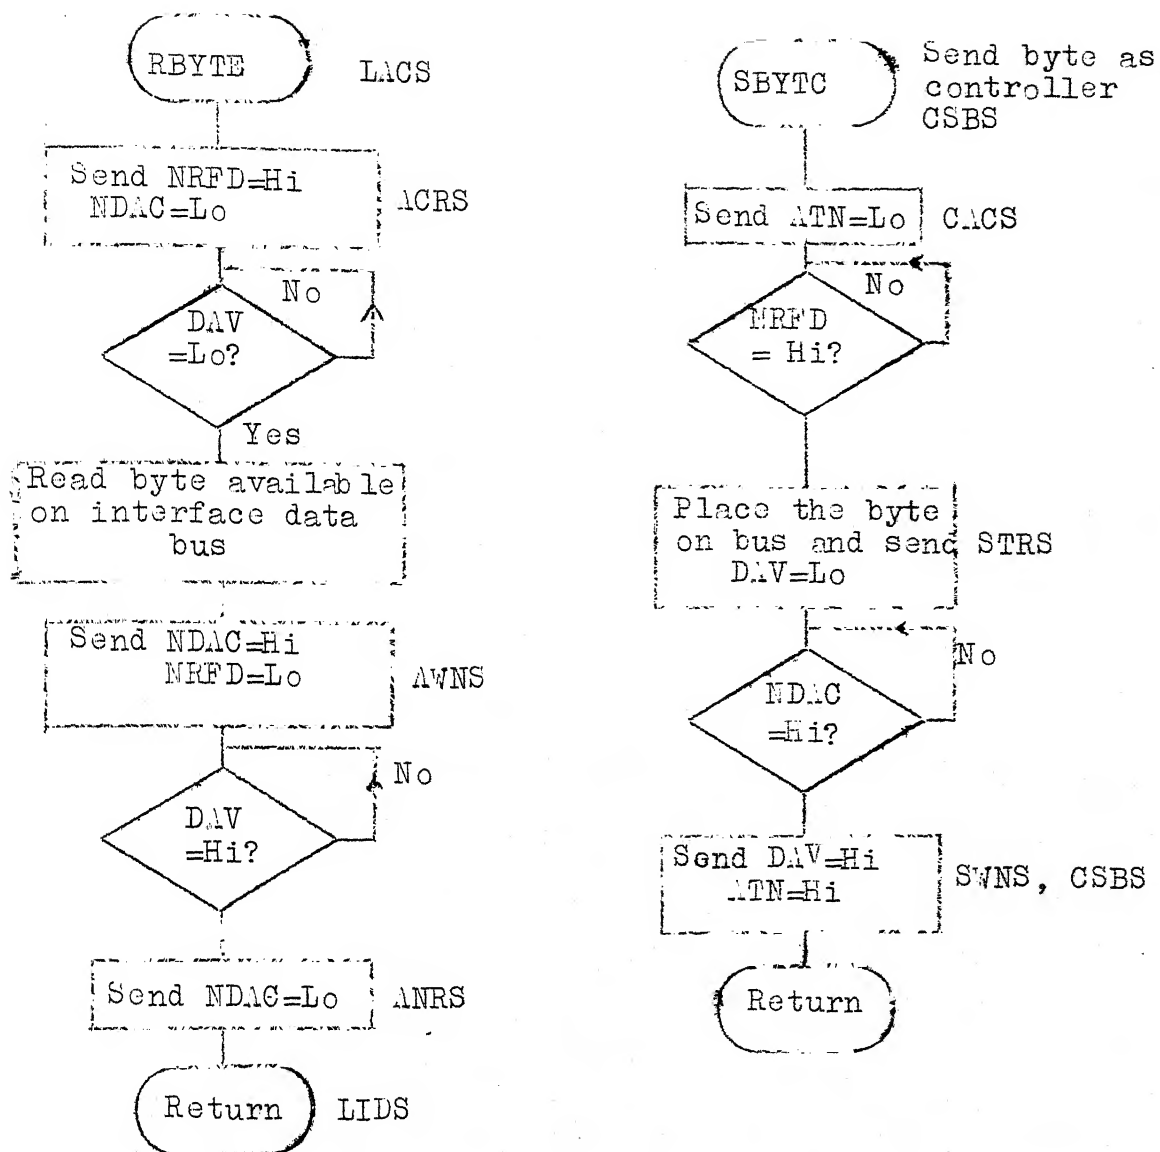 RBYTE
LACS
Send NRFD=Hi
NDAC=Lo
ACRS
No
DAV
=Lo?
Yes
Read byte available
on interface data
bus
Send NDAC=Hi
NRFD=Lo
AWNS
No
DAV
=Hi?
Send NDAC=Lo
ANRS
Return
LIDS
SBYTC
Send byte as
controller
CSBS
Send ATN=Lo
CACS
No
NRFD
= Hi?
Place the byte
on bus and send
DAV=Lo
STRS
No
NDAC
=Hi?
Send DAV=Hi
ATN=Hi
SWNS, CSBS
Return